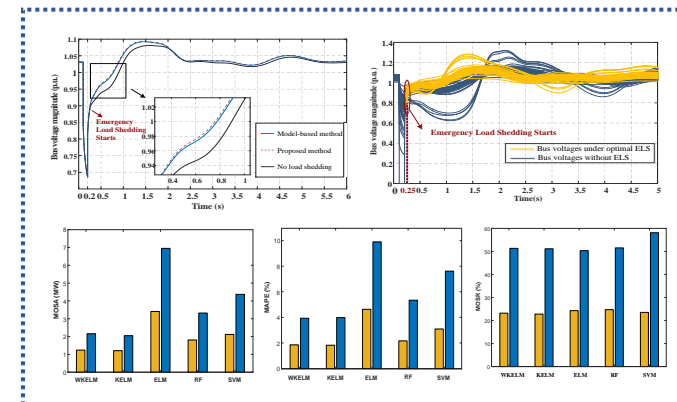 Bus voltage magnitude (p.u.)
1.1
1.05
1
0.95
0.9
0.85
0.8
0.75
0.7
Emergency
Load Shedding
Starts
1.02
1
0.98
0.96
0.94
0.4 0.6 0.8 1
Model-based method
Proposed method
No load shedding
0 0.2 0.5 1 1.5 2 2.5 3 3.5 4 4.5 5 5.5 6
Time (s)
Bus voltage magitude (p.u.)
1.4
1.2
1
0.8
0.6
0.4
0.2
0
Emergency Load Shedding Starts
Bus voltages under optimal ELS
Bus voltages without ELS
0 0.25 0.5 1 1.5 2 2.5 3 3.5 4 4.5 5
Time(s)
MOSA (MW)
8
7
6
5
4
3
2
1
0
WKELM KELM ELM RF SVM
MAPE (%)
10
8
6
4
2
0
WKELM KELM ELM RF SVM
MOSR (%)
60
50
40
30
20
10
0
WKELM KELM ELM RF SVM